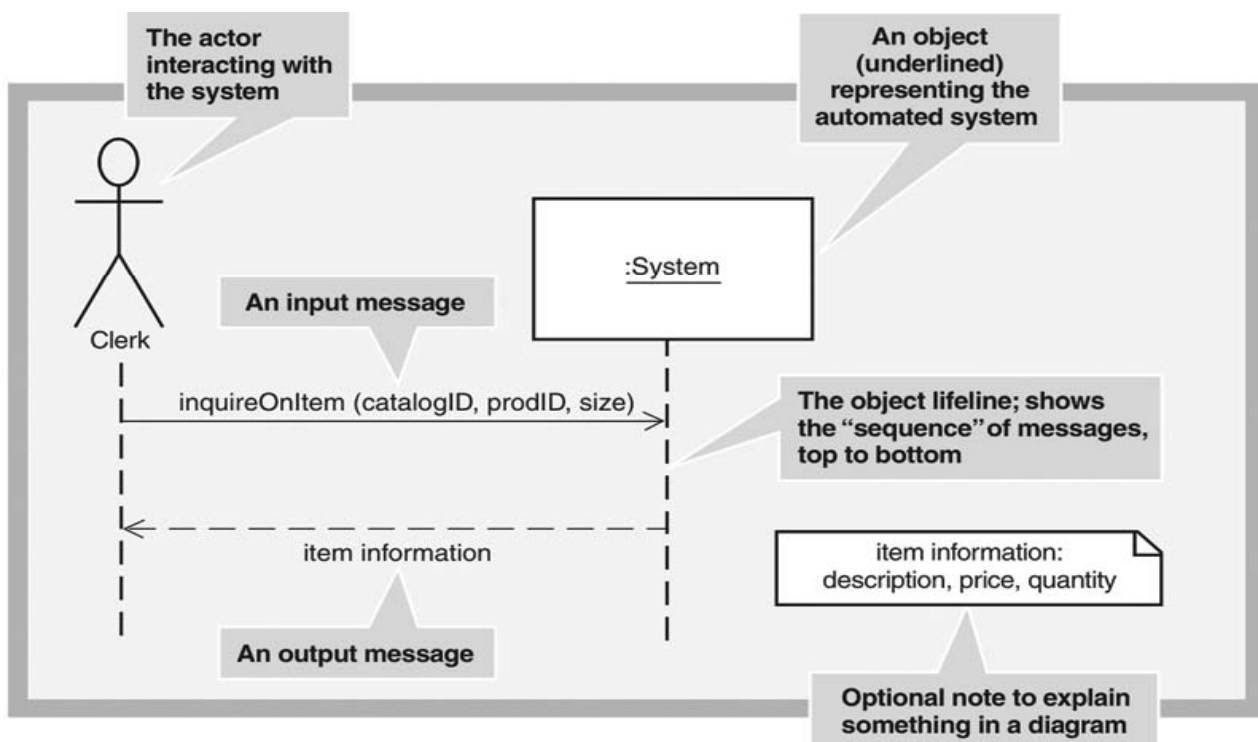 The actor
interacting with
the system
An object
(underlined)
representing the
automated system
:System
An input message
Clerk
inquireOnItem (catalogID, prodID, size)
The object lifeline; shows
the “sequence” of messages,
top to bottom
item information
item information:
description, price, quantity
An output message
Optional note to explain
something in a diagram